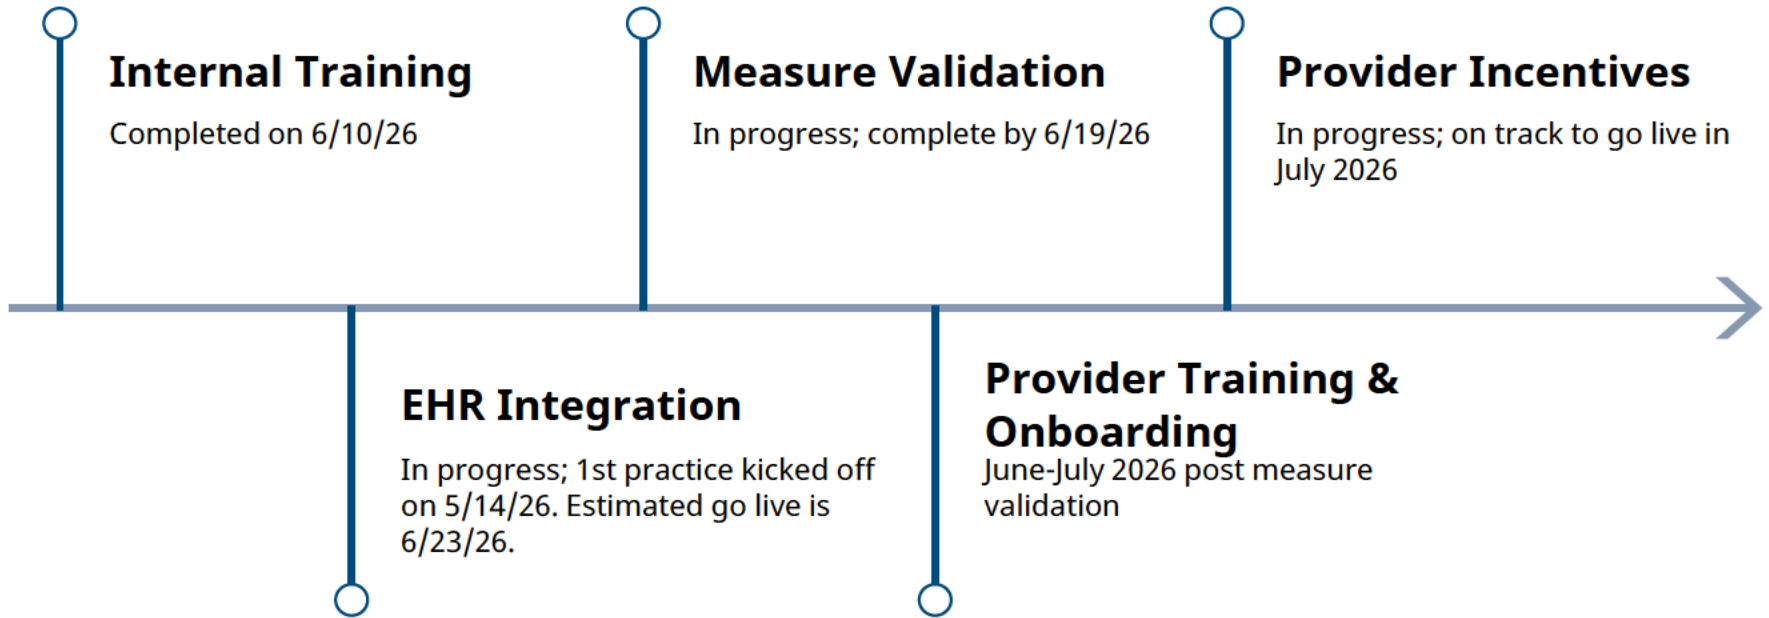 Internal Training
Completed on 6/10/26
Measure Validation
In progress; complete by 6/19/26
Provider Incentives
In progress; on track to go live in
July 2026
EHR Integration
In progress; 1st practice kicked off
on 5/14/26. Estimated go live is
6/23/26.
Provider Training &
Onboarding
June-July 2026 post measure
validation